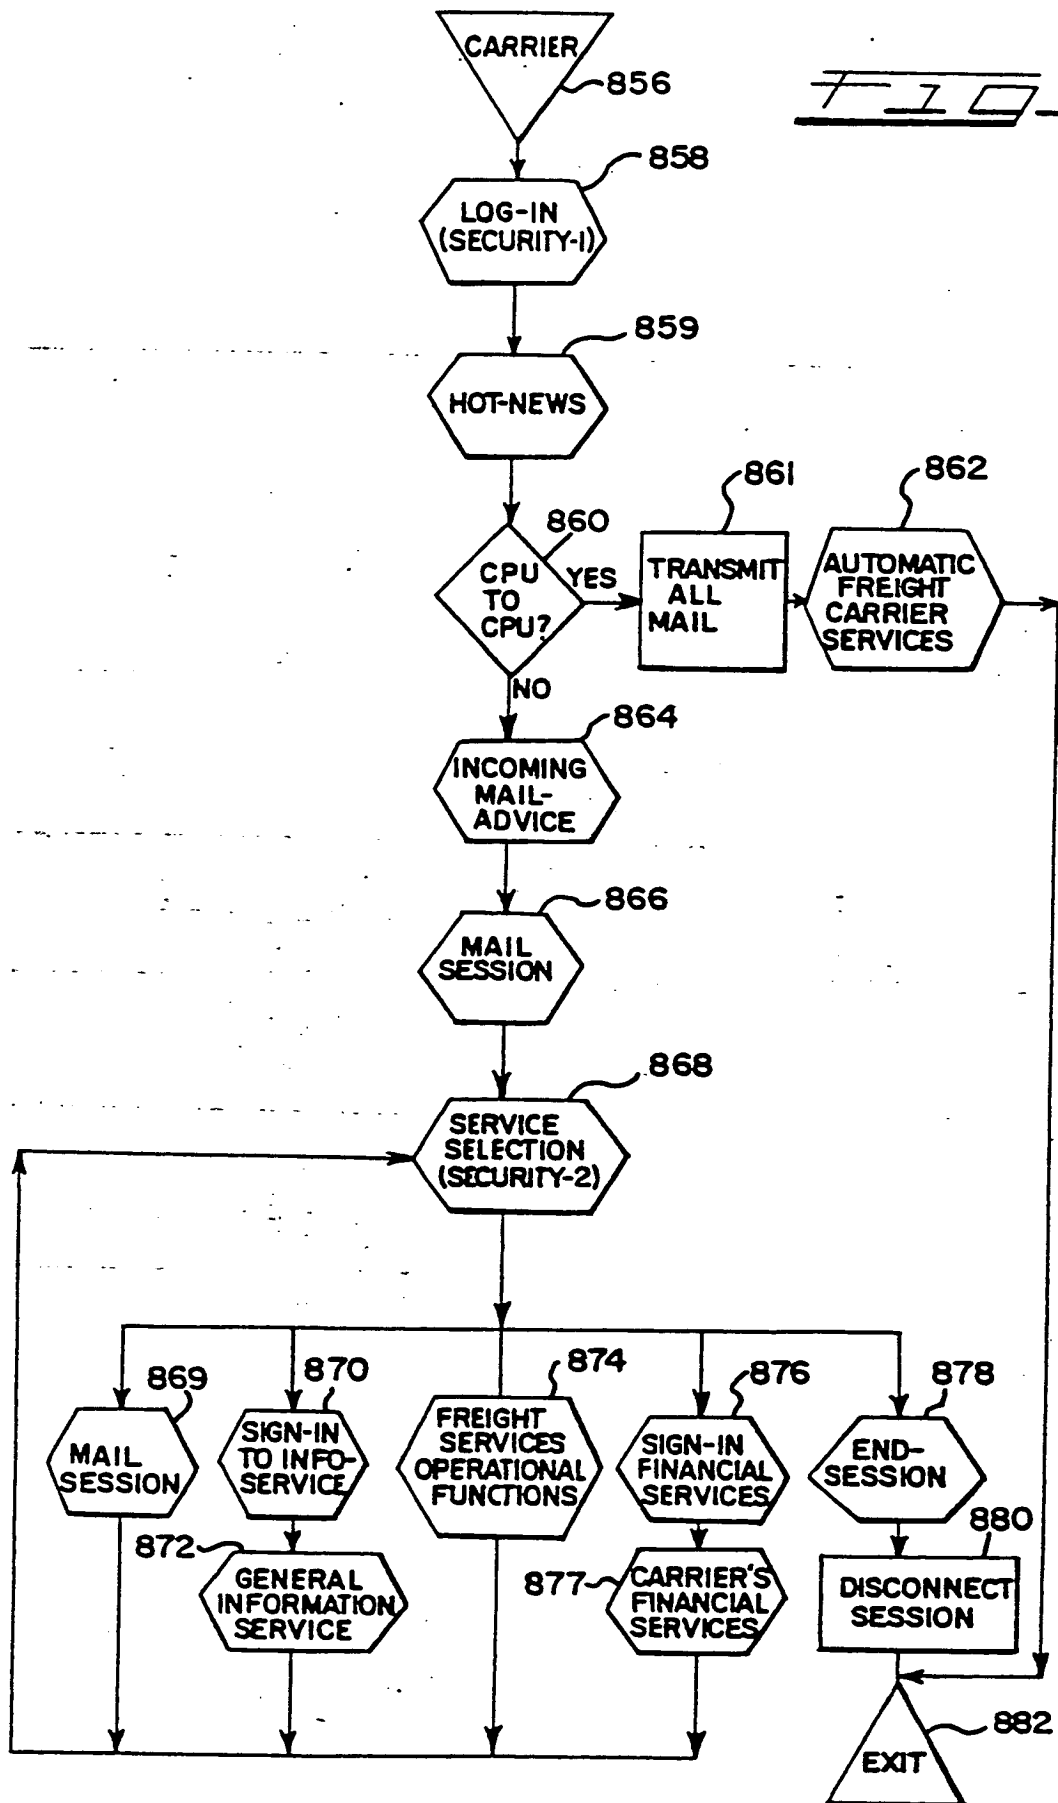 CARRIER
856
858
LOG-IN
(SECURITY-1)
859
HOT-NEWS
860
CPU
TO
CPU?
YES
NO
861
TRANSMIT
ALL
MAIL
862
AUTOMATIC
FREIGHT
CARRIER
SERVICES
864
INCOMING
MAIL-
ADVICE
866
MAIL
SESSION
868
SERVICE
SELECTION
(SECURITY-2)
869
MAIL
SESSION
870
SIGN-IN
TO INFO-
SERVICE
872
GENERAL
INFORMATION
SERVICE
874
FREIGHT
SERVICES
OPERATIONAL
FUNCTIONS
876
SIGN-IN
FINANCIAL
SERVICES
877
CARRIER'S
FINANCIAL
SERVICES
878
END-
SESSION
880
DISCONNECT
SESSION
882
EXIT